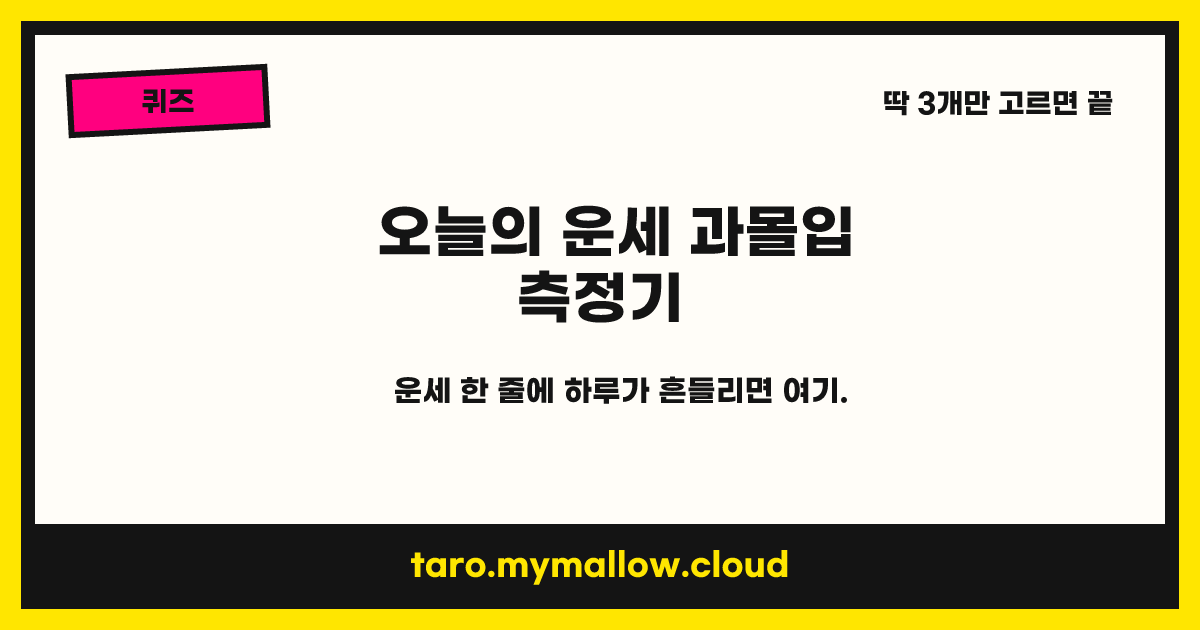 퀴즈
딱 3개만 고르면 끝
오늘의 운세 과몰입
측정기
운세 한 줄에 하루가 흔들리면 여기.
taro.mymallow.cloud